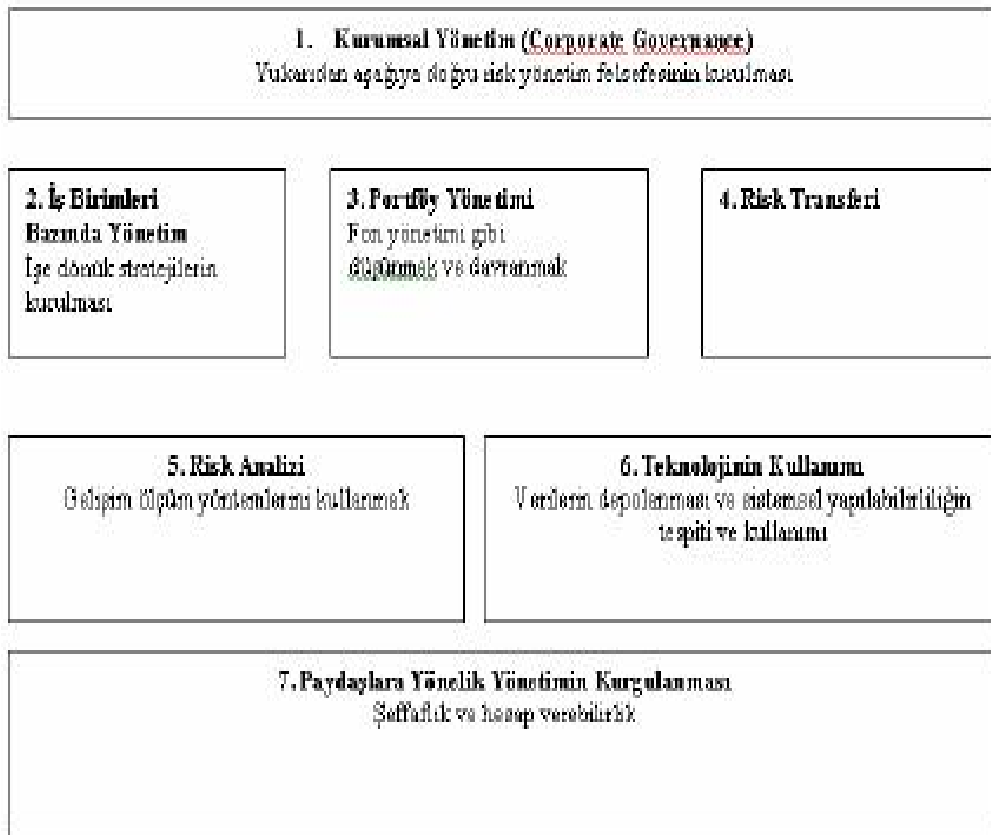 1. Kurumsal Yönetim (Corporate Governance)
Yukarıdan aşağıya doğru risk yönetim felsefesinin kurulması
2. İş Birimleri
Bazında Yönetim
İşe dönük stratejilerin
kurulması
3. Portföy Yönetimi
Fon yönetimi gibi
düşünmek ve davranmak
4. Risk Transferi
5. Risk Analizi
Gelişim ölçüm yöntemlerini kullanmak
6. Teknolojinin Kullanımı
Verilerin depolanması ve sistemsel yapılabilirliliğin
tespiti ve kullanımı
7. Paydaşlara Yönelik Yönetimin Kurgulanması
Şeffaflık ve hesap verebilirlik